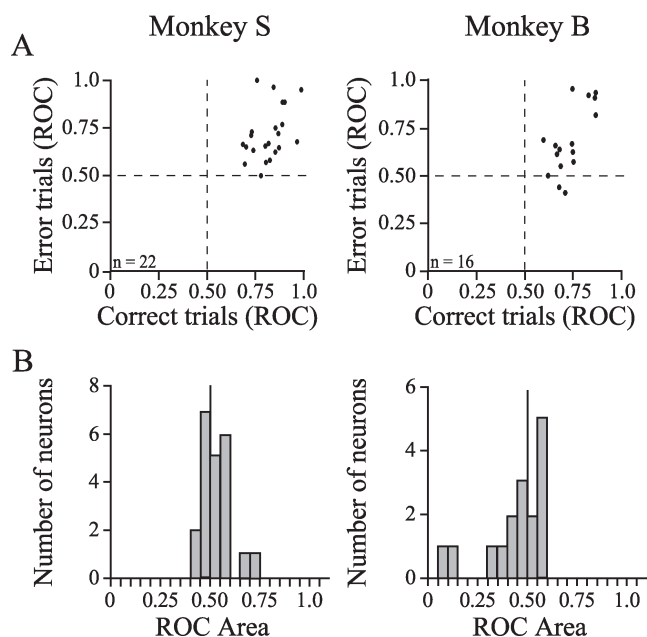 Monkey S
Monkey B
A
Error trials (ROC)
1.0
0.75
0.50
0.25
0
n = 22
0 0.25 0.50 0.75 1.0
Correct trials (ROC)
Error trials (ROC)
1.0
0.75
0.50
0.25
0
n = 16
0 0.25 0.50 0.75 1.0
Correct trials (ROC)
B
Number of neurons
8
6
4
2
0
0 0.25 0.50 0.75 1.0
ROC Area
Number of neurons
6
4
2
0
0 0.25 0.50 0.75 1.0
ROC Area